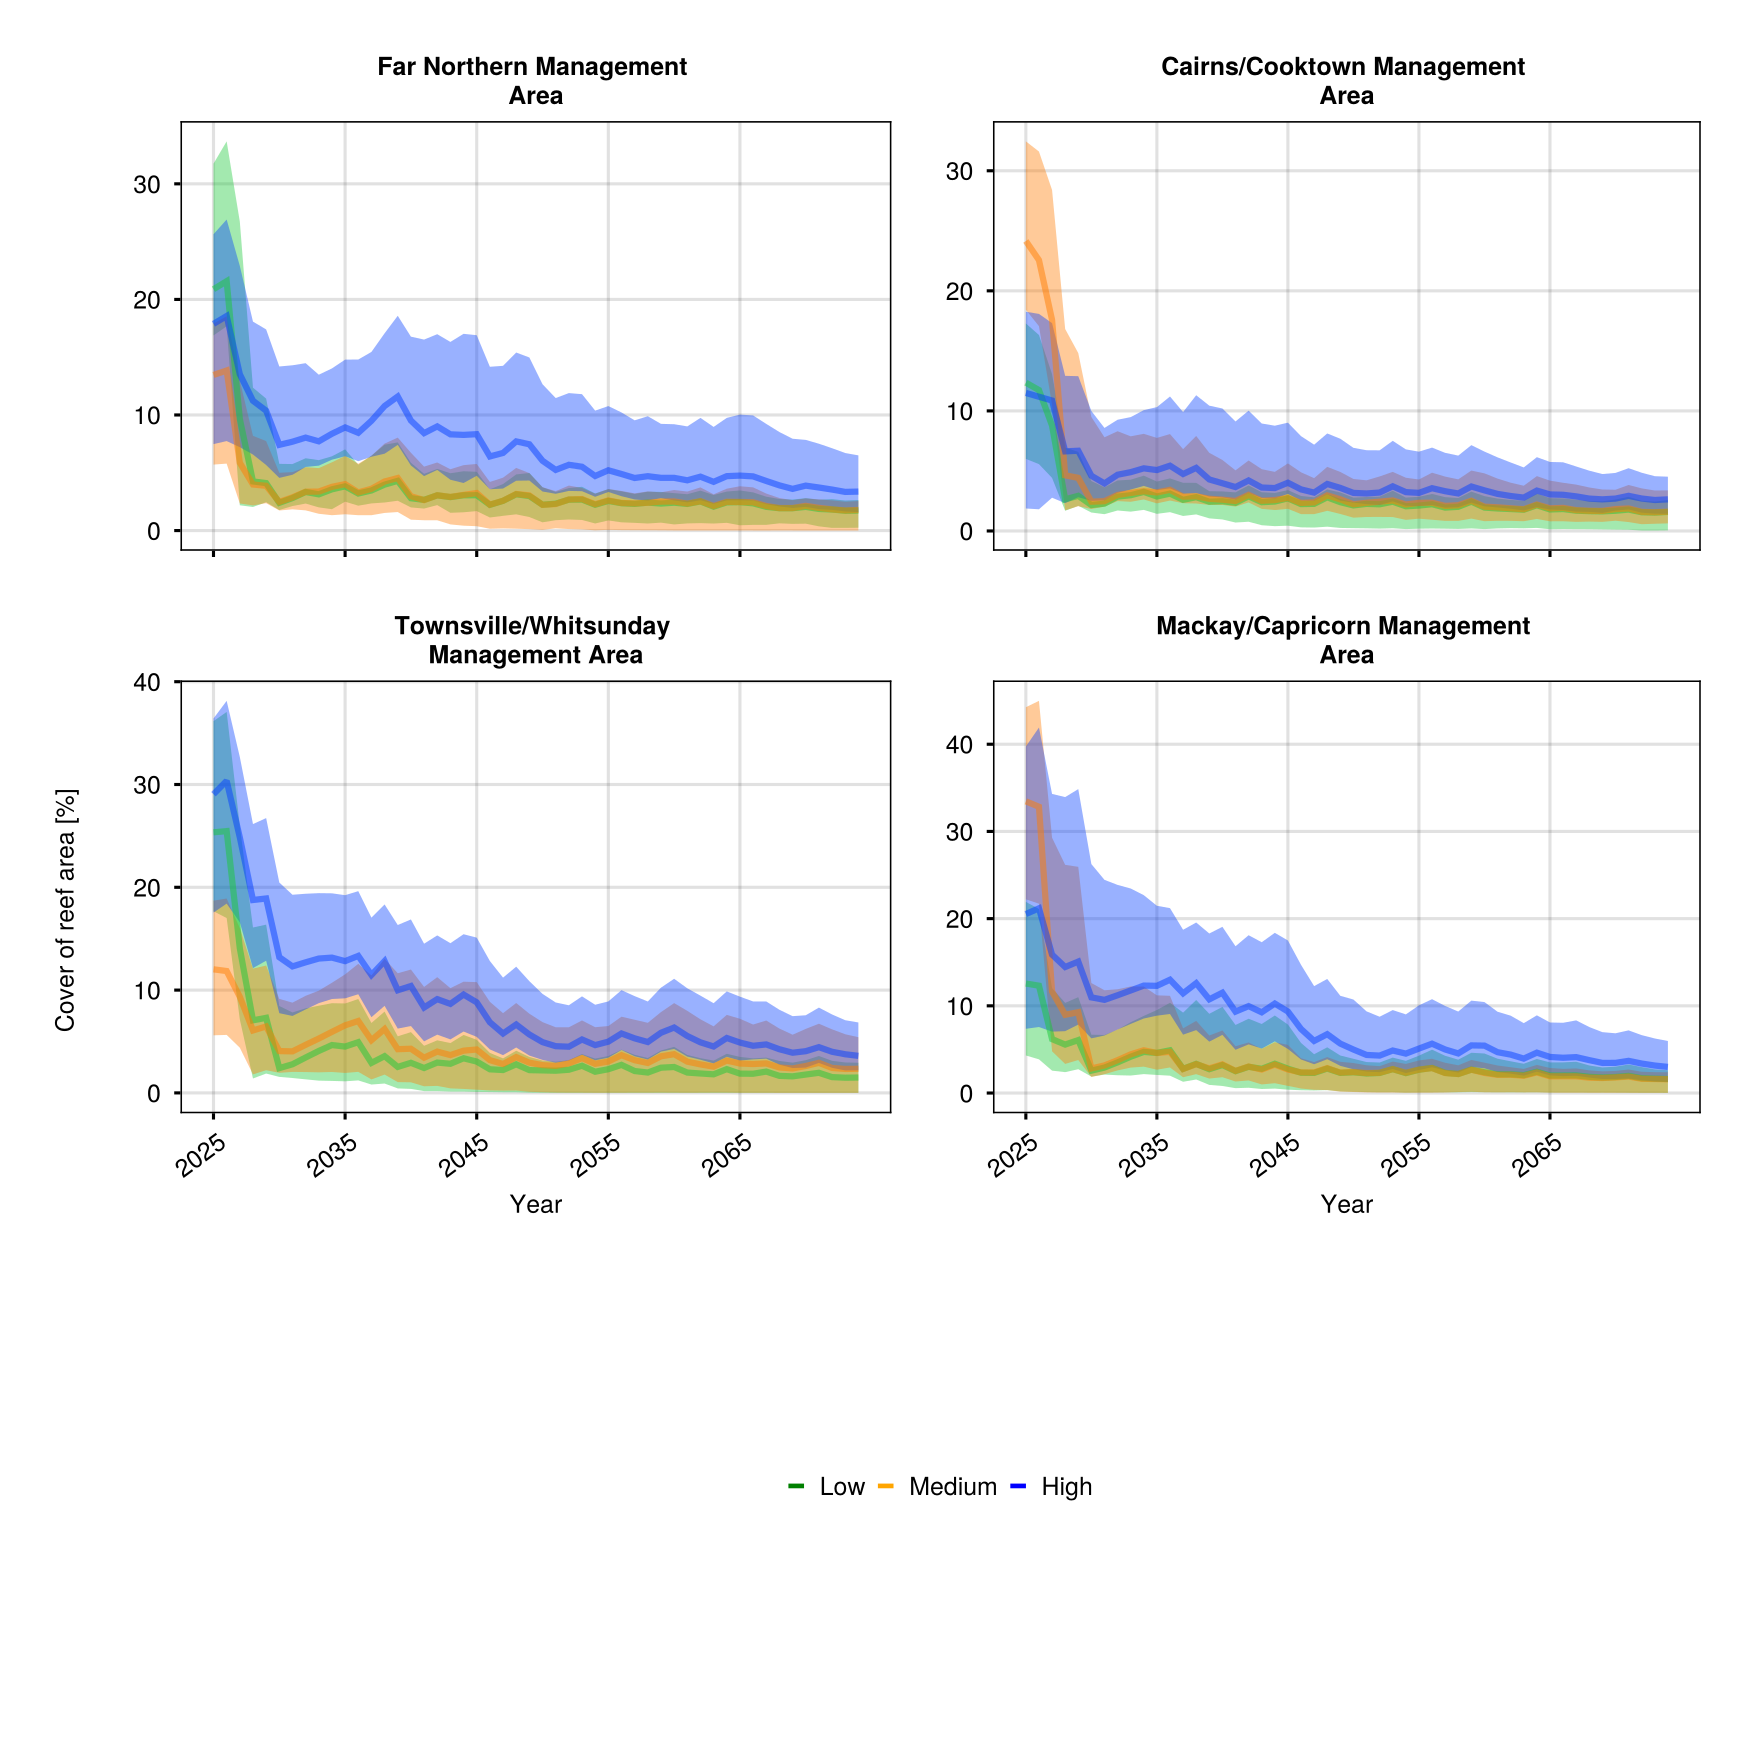 Far Northern Management
Area
30
20
10
0
Cairns/Cooktown Management
Area
30
20
10
0
Townsville/Whitsunday
Management Area
40
30
20
10
0
2025
2035
2045
2055
2065
Year
Mackay/Capricorn Management
Area
40
30
20
10
0
2025
2035
2045
2055
2065
Year
Cover of reef area [%]
Low Medium High